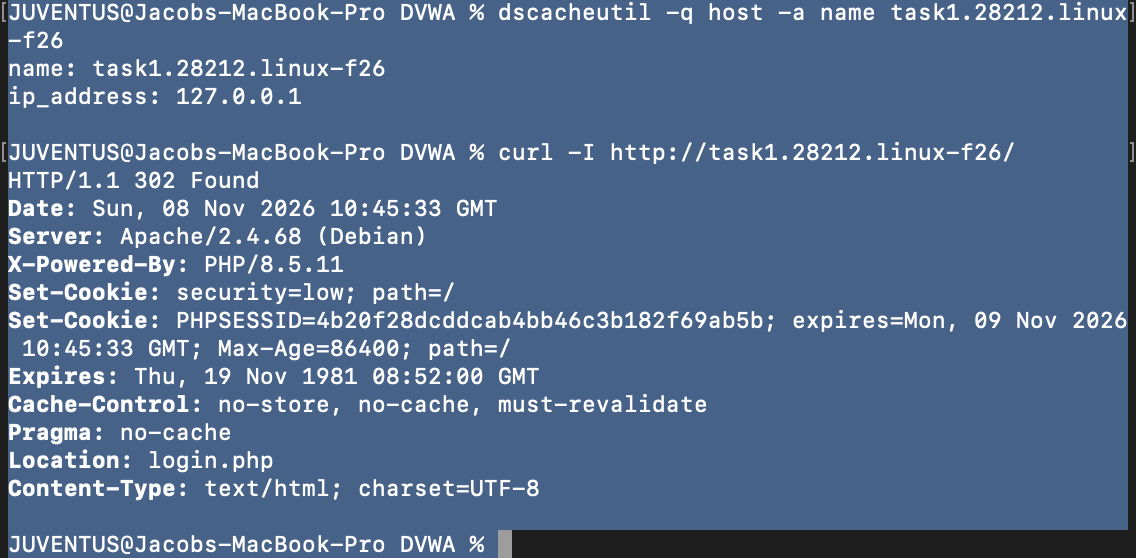 [JUVENTUS@Jacobs-MacBook-Pro DVWA % dscacheutil -q host -a name task1.28212.linux]
-f26
name: task1.28212.linux-f26
ip_address: 127.0.0.1
[JUVENTUS@Jacobs-MacBook-Pro DVWA % curl -I http://task1.28212.linux-f26/ ]
HTTP/1.1 302 Found
Date: Sun, 08 Nov 2026 10:45:33 GMT
Server: Apache/2.4.68 (Debian)
X-Powered-By: PHP/8.5.11
Set-Cookie: security=low; path=/
Set-Cookie: PHPSESSID=4b20f28dcddcab4bb46c3b182f69ab5b; expires=Mon, 09 Nov 2026
 10:45:33 GMT; Max-Age=86400; path=/
Expires: Thu, 19 Nov 1981 08:52:00 GMT
Cache-Control: no-store, no-cache, must-revalidate
Pragma: no-cache
Location: login.php
Content-Type: text/html; charset=UTF-8
JUVENTUS@Jacobs-MacBook-Pro DVWA %